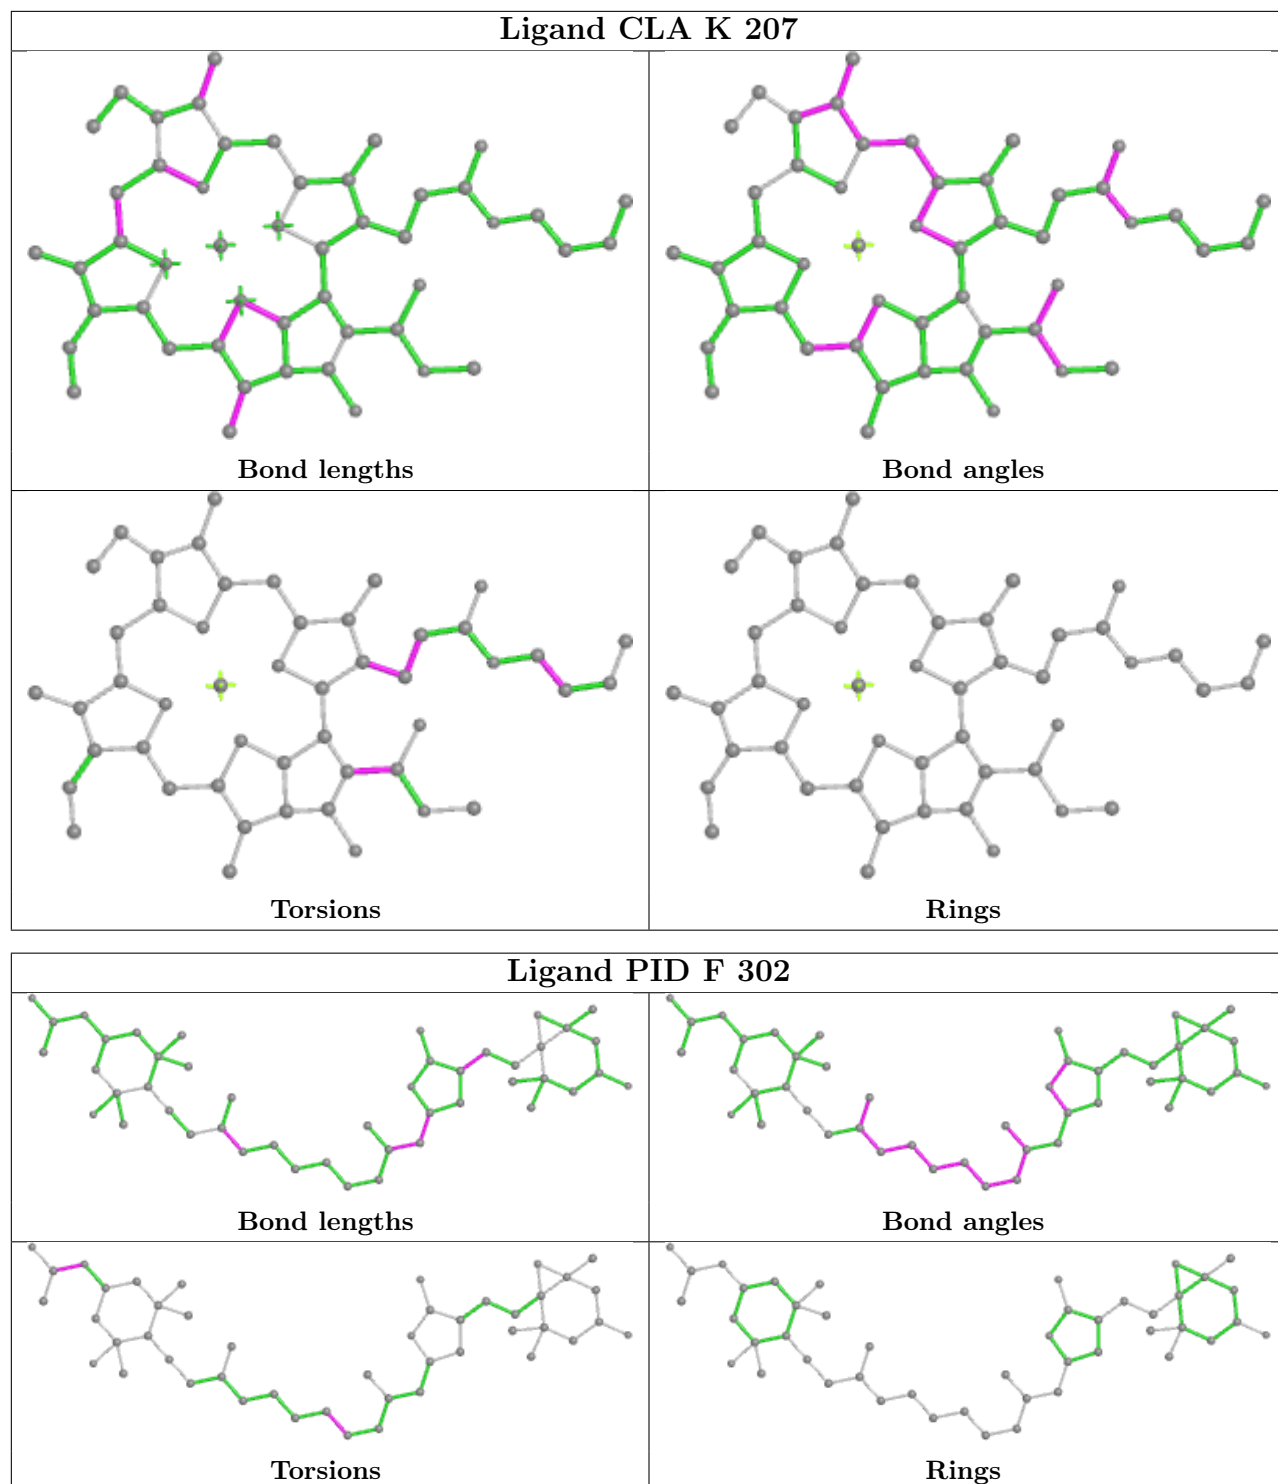 Ligand CLA K 207
Bond lengths
Bond angles
Torsions
Rings
Ligand PID F 302
Bond lengths
Bond angles
Torsions
Rings